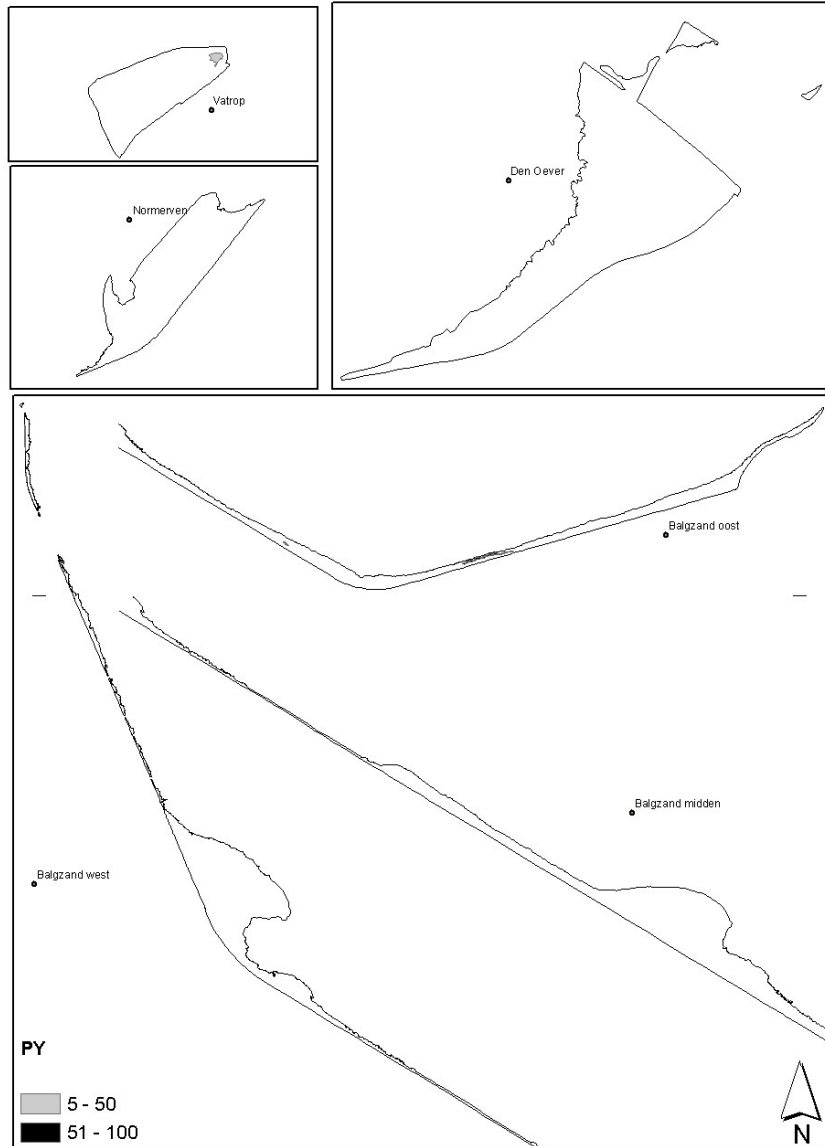 Vatrop
Normerven
Den Oever
Balgzand oost
Balgzand midden
Balgzand west
PY
5 - 50
51 - 100
N